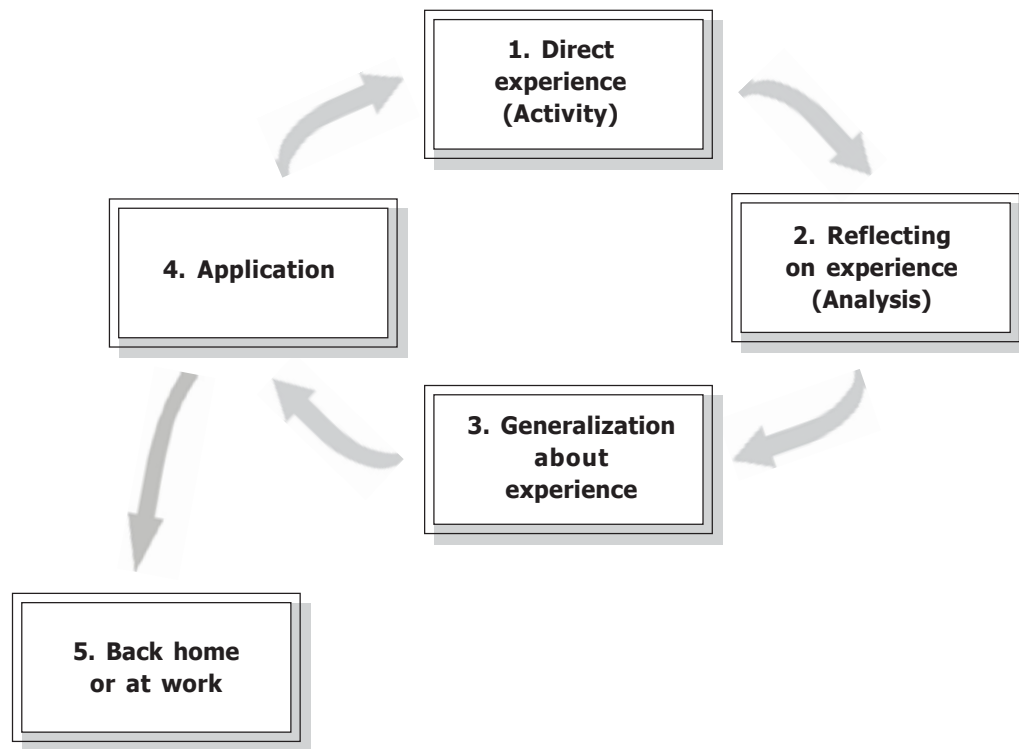 1. Direct
experience
(Activity)
2. Reflecting
on experience
(Analysis)
3. Generalization
about
experience
4. Application
5. Back home
or at work